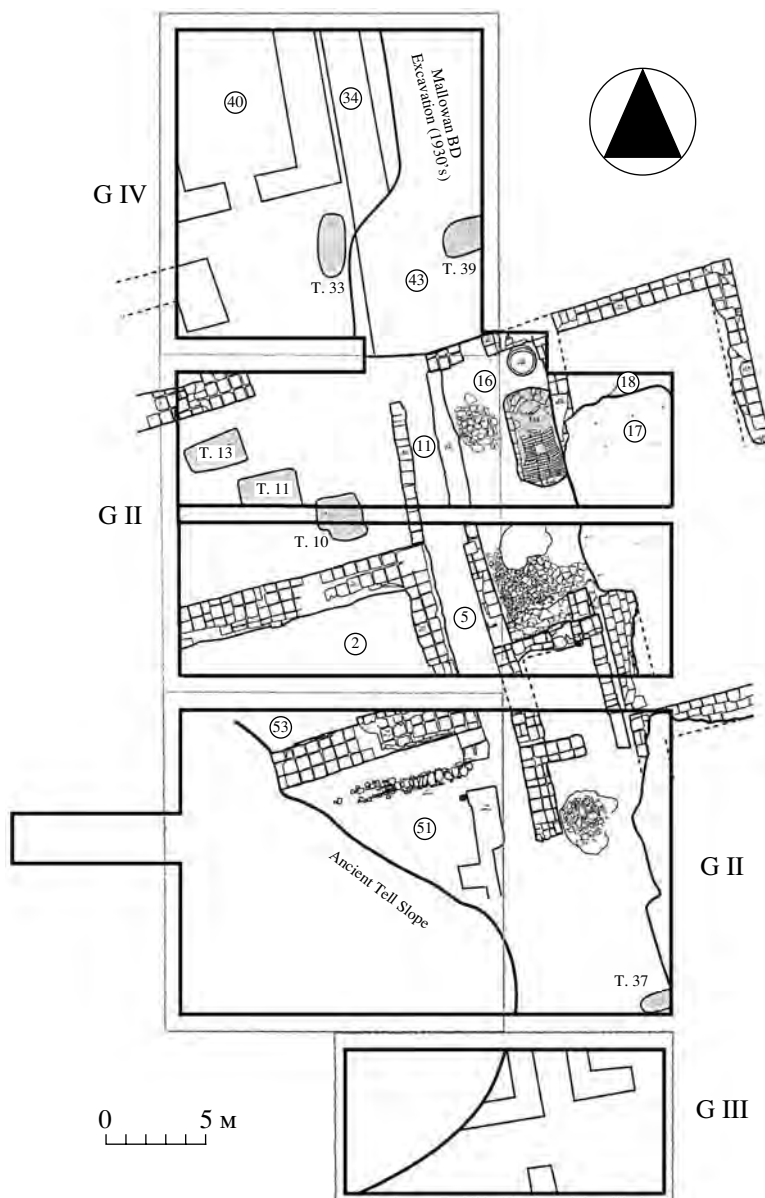 Mallowan BD
Excavation (1930's)
40
34
G IV
T. 33
43
T. 39
16
18
17
11
T. 13
T. 11
G II
T. 10
5
2
53
51
Ancient Tell Slope
G II
T. 37
0 5 м
G III